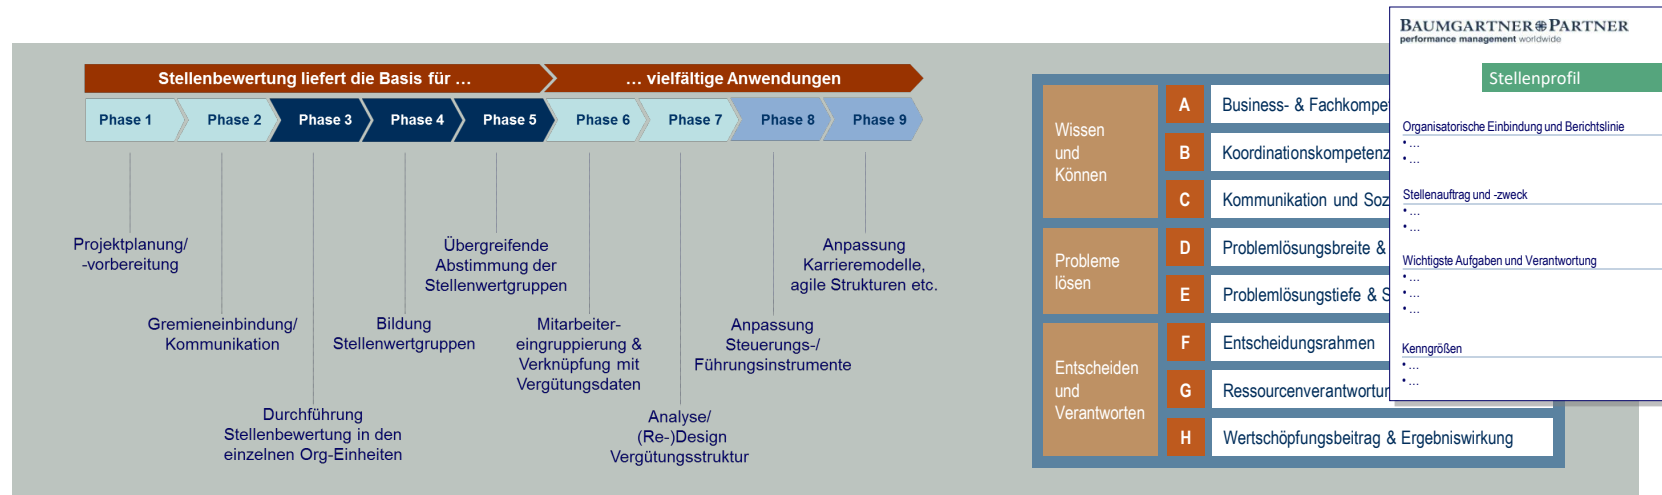 Stellenbewertung liefert die Basis für …
… vielfältige Anwendungen
Phase 1
Phase 2
Phase 3
Phase 4
Phase 5
Phase 6
Phase 7
Phase 8
Phase 9
Projektplanung/
-vorbereitung
Gremieneinbindung/
Kommunikation
Durchführung
Stellenbewertung in den
einzelnen Org-Einheiten
Bildung
Stellenwertgruppen
Übergreifende
Abstimmung der
Stellenwertgruppen
Mitarbeiter-
eingruppierung &
Verknüpfung mit
Vergütungsdaten
Analyse/
(Re-)Design
Vergütungsstruktur
Anpassung
Steuerungs-/
Führungsinstrumente
Anpassung
Karrieremodelle,
agile Strukturen etc.
Wissen
und
Können
A
Business- & Fachkompe
B
Koordinationskompetenz
C
Kommunikation und Soz
Probleme
lösen
D
Problemlösungsbreite &
E
Problemlösungstiefe & S
Entscheiden
und
Verantworten
F
Entscheidungsrahmen
G
Ressourcenverantwortu
H
Wertschöpfungsbeitrag & Ergebniswirkung
BAUMGARTNER PARTNER
performance management worldwide
Stellenprofil
Organisatorische Einbindung und Berichtslinie
• …
• …
Stellenauftrag und -zweck
• …
• …
Wichtigste Aufgaben und Verantwortung
• …
• …
• …
Kenngrößen
• …
• …